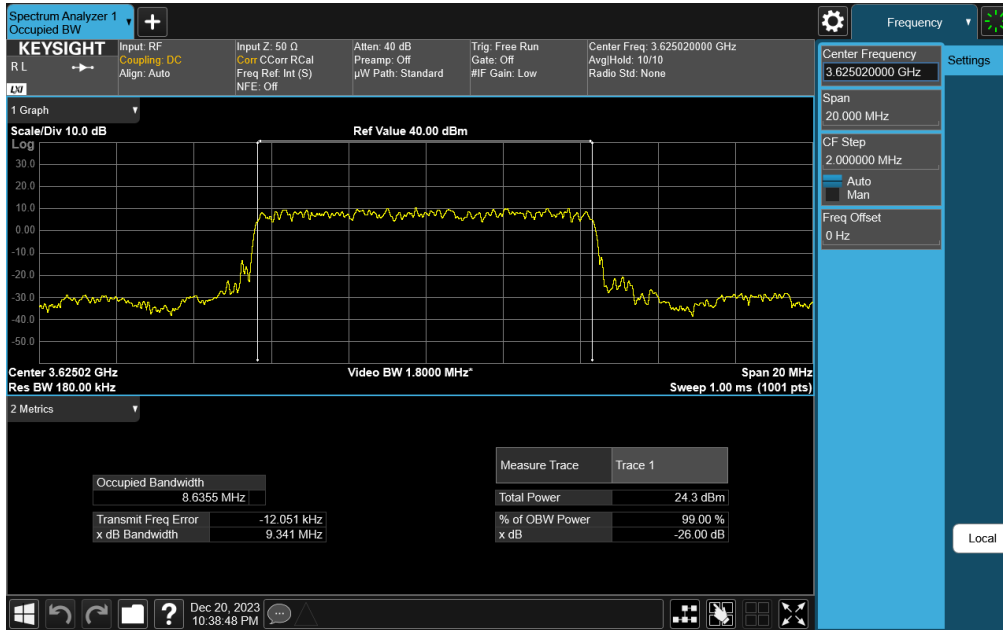 Spectrum Analyzer 1
Occupied BW
Frequency
KEYSIGHT
R L
LXI
Input: RF
Coupling: DC
Align: Auto
Input Z: 50 Ω
Corr CCorr RCal
Freq Ref: Int (S)
NFE: Off
Atten: 40 dB
Preamp: Off
µW Path: Standard
Trig: Free Run
Gate: Off
#IF Gain: Low
Center Freq: 3.625020000 GHz
Avg|Hold: 10/10
Radio Std: None
Center Frequency
3.625020000 GHz
Settings
Span
20.000 MHz
CF Step
2.000000 MHz
Auto
Man
Freq Offset
0 Hz
Local
1 Graph
Scale/Div 10.0 dB
Ref Value 40.00 dBm
Log
30.0
20.0
10.0
0.00
-10.0
-20.0
-30.0
-40.0
-50.0
Center 3.62502 GHz
Video BW 1.8000 MHz*
Span 20 MHz
Res BW 180.00 kHz
Sweep 1.00 ms (1001 pts)
2 Metrics
Occupied Bandwidth
8.6355 MHz
Transmit Freq Error -12.051 kHz
x dB Bandwidth 9.341 MHz
Measure Trace Trace 1
Total Power 24.3 dBm
% of OBW Power 99.00 %
x dB -26.00 dB
?
Dec 20, 2023
10:38:48 PM